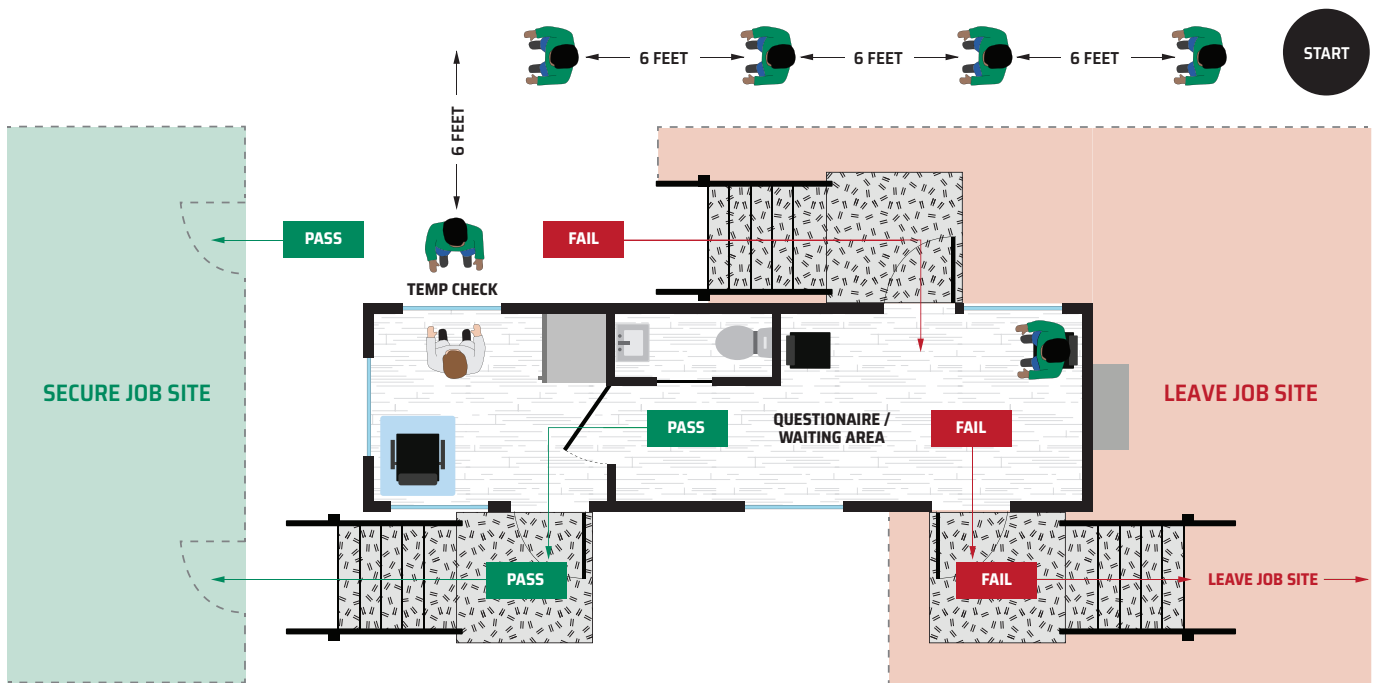 START
6 FEET
6 FEET
6 FEET
6 FEET
PASS
FAIL
TEMP CHECK
SECURE JOB SITE
LEAVE JOB SITE
PASS
QUESTIONAIRE /
WAITING AREA
FAIL
PASS
FAIL
LEAVE JOB SITE